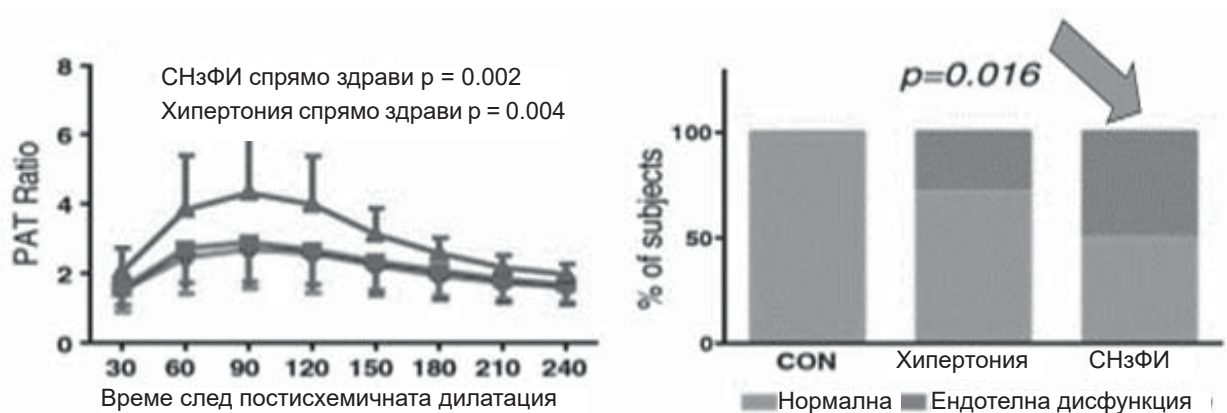 СНзФИ спрямо здрави p = 0.002
Хипертония спрямо здрави p = 0.004
PAT Ratio
8
6
4
2
0
30 60 90 120 150 180 210 240
Време след постисхемичната дилатация
p=0.016
% of subjects
100
50
0
CON Хипертония СНзФИ
Нормална Ендотелна дисфункция